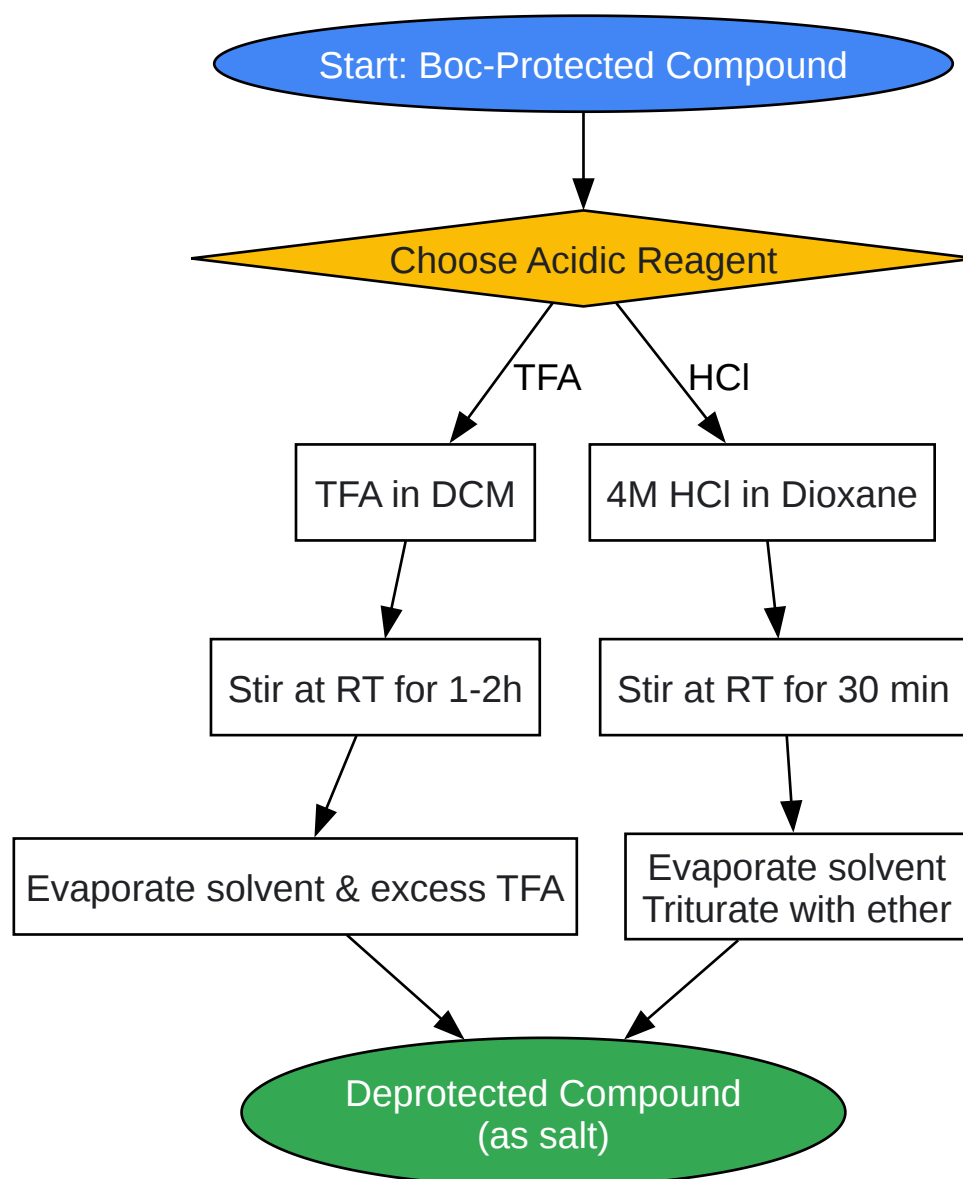 Start: Boc-Protected Compound
Choose Acidic Reagent
TFA
HCl
TFA in DCM
4M HCl in Dioxane
Stir at RT for 1-2h
Stir at RT for 30 min
Evaporate solvent & excess TFA
Evaporate solvent
Triturate with ether
Deprotected Compound
(as salt)